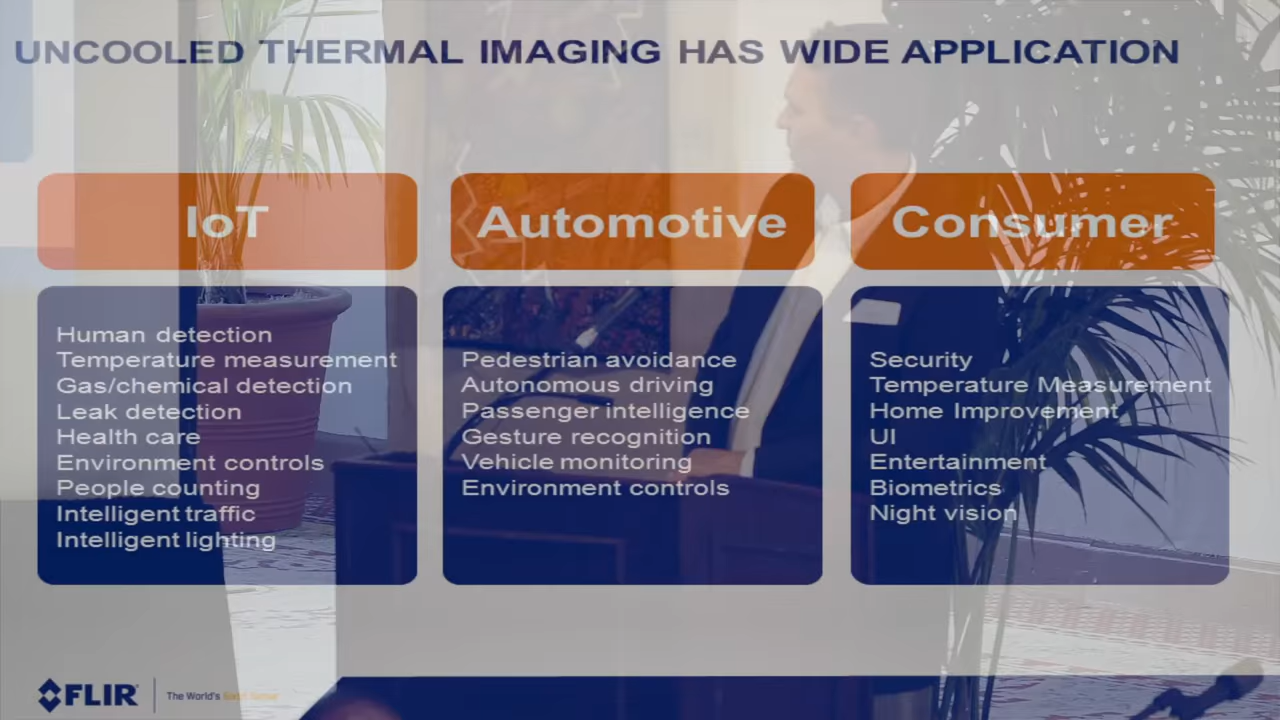 UNCOOLED THERMAL IMAGING HAS WIDE APPLICATION
IoT
Human detection
Temperature measurement
Gas/chemical detection
Leak detection
Health care
Environment controls
People counting
Intelligent traffic
Intelligent lighting
Automotive
Pedestrian avoidance
Autonomous driving
Passenger intelligence
Gesture recognition
Vehicle monitoring
Environment controls
Consumer
Security
Temperature Measurement
Home Improvement
UI
Entertainment
Biometrics
Night vision
FLIR
The World's